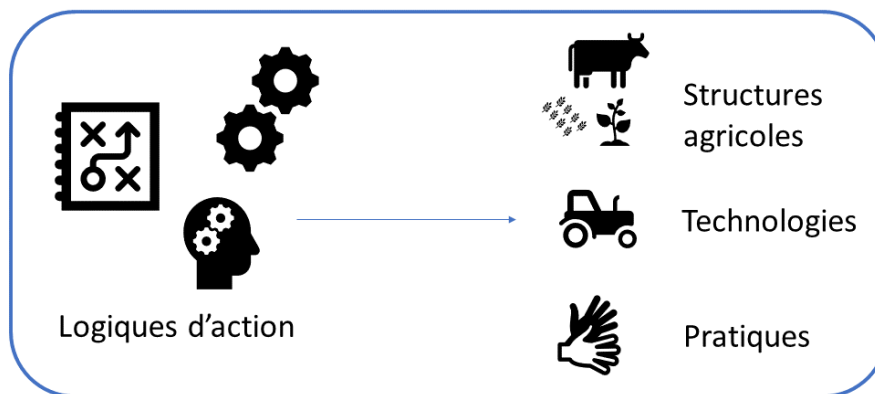 Structures
agricoles
Technologies
Logiques d’action
Pratiques